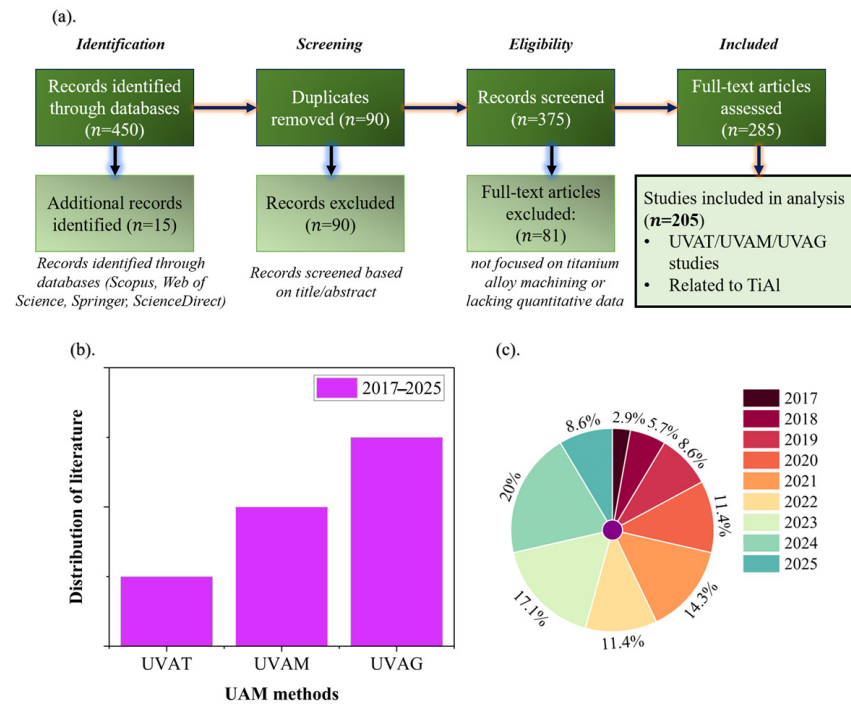 (a).
Identification
Screening
Eligibility
Included
Records identified
through databases
(n=450)
Duplicates
removed (n=90)
Records screened
(n=375)
Full-text articles
assessed
(n=285)
Additional records
identified (n=15)
Records excluded
(n=90)
Full-text articles
excluded:
(n=81)
Studies included in analysis
(n=205)
• UVAT/UVAM/UVAG
studies
• Related to TiAl
Records identified through
databases (Scopus, Web of
Science, Springer, ScienceDirect)
Records screened based
on title/abstract
not focused on titanium
alloy machining or
lacking quantitative data
(b).
2017–2025
Distribution of literature
UVAT
UVAM
UVAG
UAM methods
(c).
2.9%
5.7%
8.6%
11.4%
14.3%
11.4%
17.1%
20%
8.6%
2017
2018
2019
2020
2021
2022
2023
2024
2025